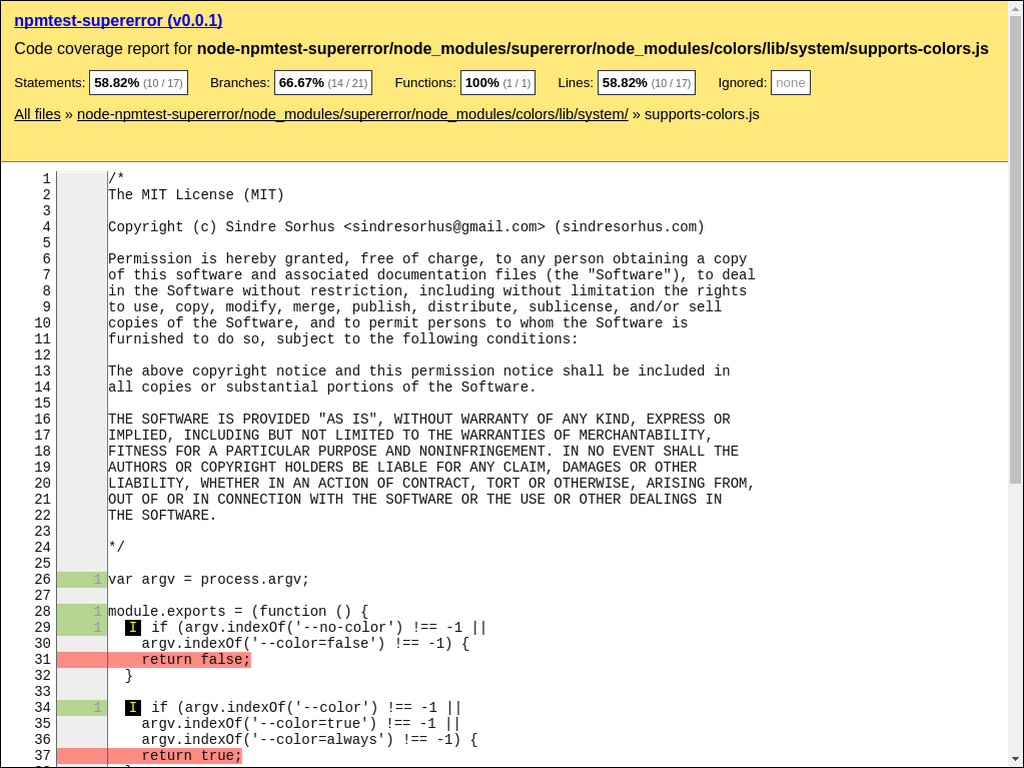 npmtest-supererror (v0.0.1)
Code coverage report for node-npmtest-supererror/node_modules/supererror/node_modules/colors/lib/system/supports-colors.js
Statements: 58.82% (10 / 17) Branches: 66.67% (14 / 21) Functions: 100% (1 / 1) Lines: 58.82% (10 / 17) Ignored: none
All files » node-npmtest-supererror/node_modules/supererror/node_modules/colors/lib/system/ » supports-colors.js
1 /*
2 The MIT License (MIT)
3
4 Copyright (c) Sindre Sorhus <sindresorhus@gmail.com> (sindresorhus.com)
5
6 Permission is hereby granted, free of charge, to any person obtaining a copy
7 of this software and associated documentation files (the "Software"), to deal
8 in the Software without restriction, including without limitation the rights
9 to use, copy, modify, merge, publish, distribute, sublicense, and/or sell
10 copies of the Software, and to permit persons to whom the Software is
11 furnished to do so, subject to the following conditions:
12
13 The above copyright notice and this permission notice shall be included in
14 all copies or substantial portions of the Software.
15
16 THE SOFTWARE IS PROVIDED "AS IS", WITHOUT WARRANTY OF ANY KIND, EXPRESS OR
17 IMPLIED, INCLUDING BUT NOT LIMITED TO THE WARRANTIES OF MERCHANTABILITY,
18 FITNESS FOR A PARTICULAR PURPOSE AND NONINFRINGEMENT. IN NO EVENT SHALL THE
19 AUTHORS OR COPYRIGHT HOLDERS BE LIABLE FOR ANY CLAIM, DAMAGES OR OTHER
20 LIABILITY, WHETHER IN AN ACTION OF CONTRACT, TORT OR OTHERWISE, ARISING FROM,
21 OUT OF OR IN CONNECTION WITH THE SOFTWARE OR THE USE OR OTHER DEALINGS IN
22 THE SOFTWARE.
23
24 */
25
26 1 var argv = process.argv;
27
28 1 module.exports = (function () {
29 1 I if (argv.indexOf('--no-color') !== -1 ||
30 argv.indexOf('--color=false') !== -1) {
31 return false;
32 }
33
34 1 I if (argv.indexOf('--color') !== -1 ||
35 argv.indexOf('--color=true') !== -1 ||
36 argv.indexOf('--color=always') !== -1) {
37 return true;